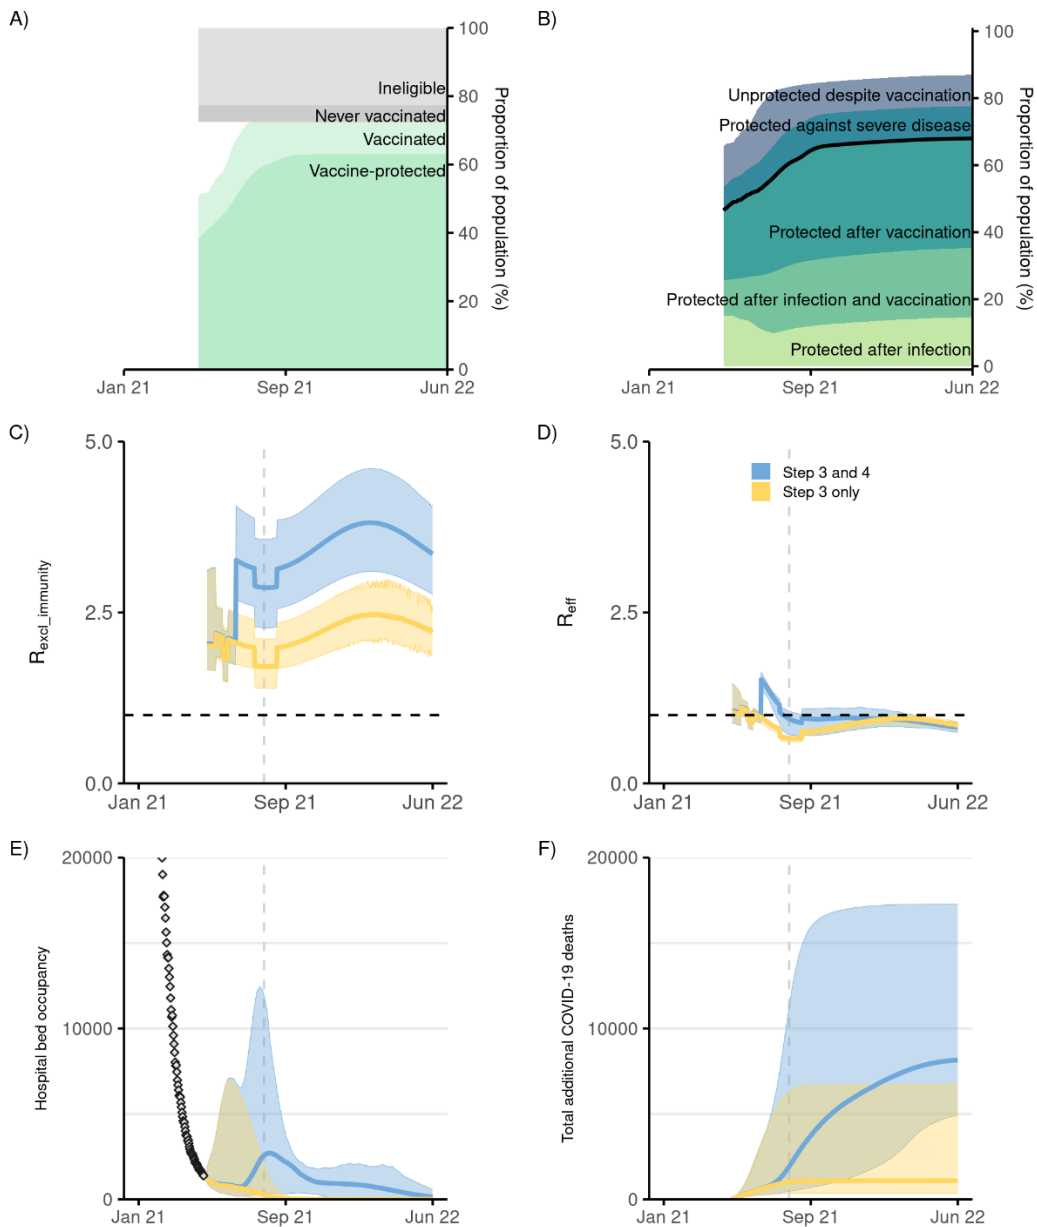 A)
100
80
60
40
20
0
Ineligible
Never vaccinated
Vaccinated
Vaccine-protected
Proportion of population (%)
Jan 21
Sep 21
Jun 22
B)
100
80
60
40
20
0
Unprotected despite vaccination
Protected against severe disease
Protected after vaccination
Protected after infection and vaccination
Protected after infection
Proportion of population (%)
Jan 21
Sep 21
Jun 22
C)
5.0
2.5
0.0
Rexcl_immunity
Jan 21
Sep 21
Jun 22
D)
5.0
2.5
0.0
Reff
Step 3 and 4
Step 3 only
Jan 21
Sep 21
Jun 22
E)
20000
10000
0
Hospital bed occupancy
Jan 21
Sep 21
Jun 22
F)
20000
10000
0
Total additional COVID-19 deaths
Jan 21
Sep 21
Jun 22